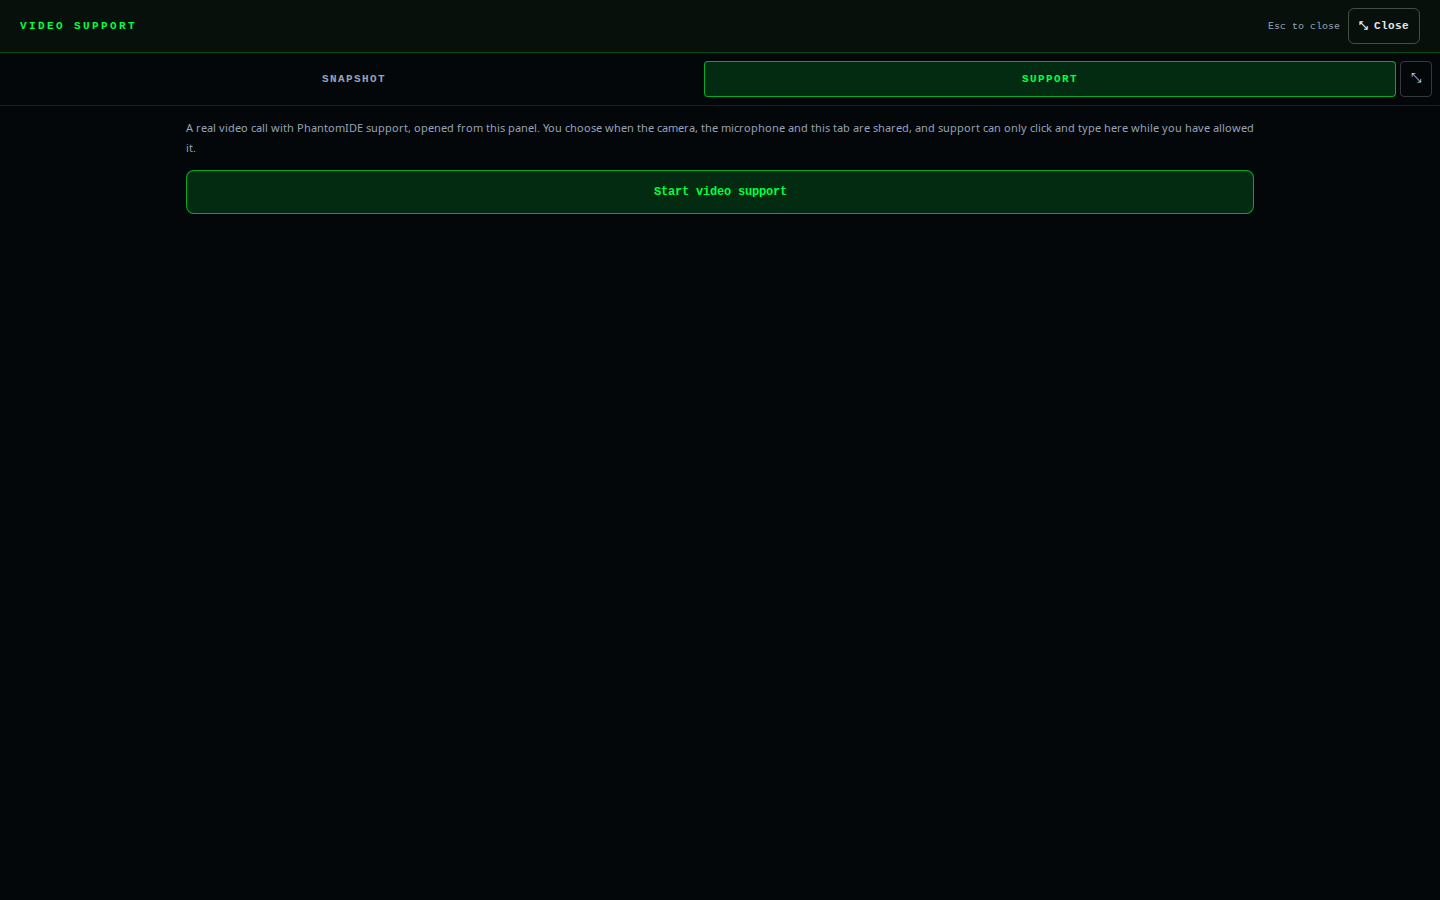 VIDEO SUPPORT
Esc to close
⤡ Close
SNAPSHOT
SUPPORT
⤡
A real video call with PhantomIDE support, opened from this panel. You choose when the camera, the microphone and this tab are shared, and support can only click and type here while you have allowed
it.
Start video support